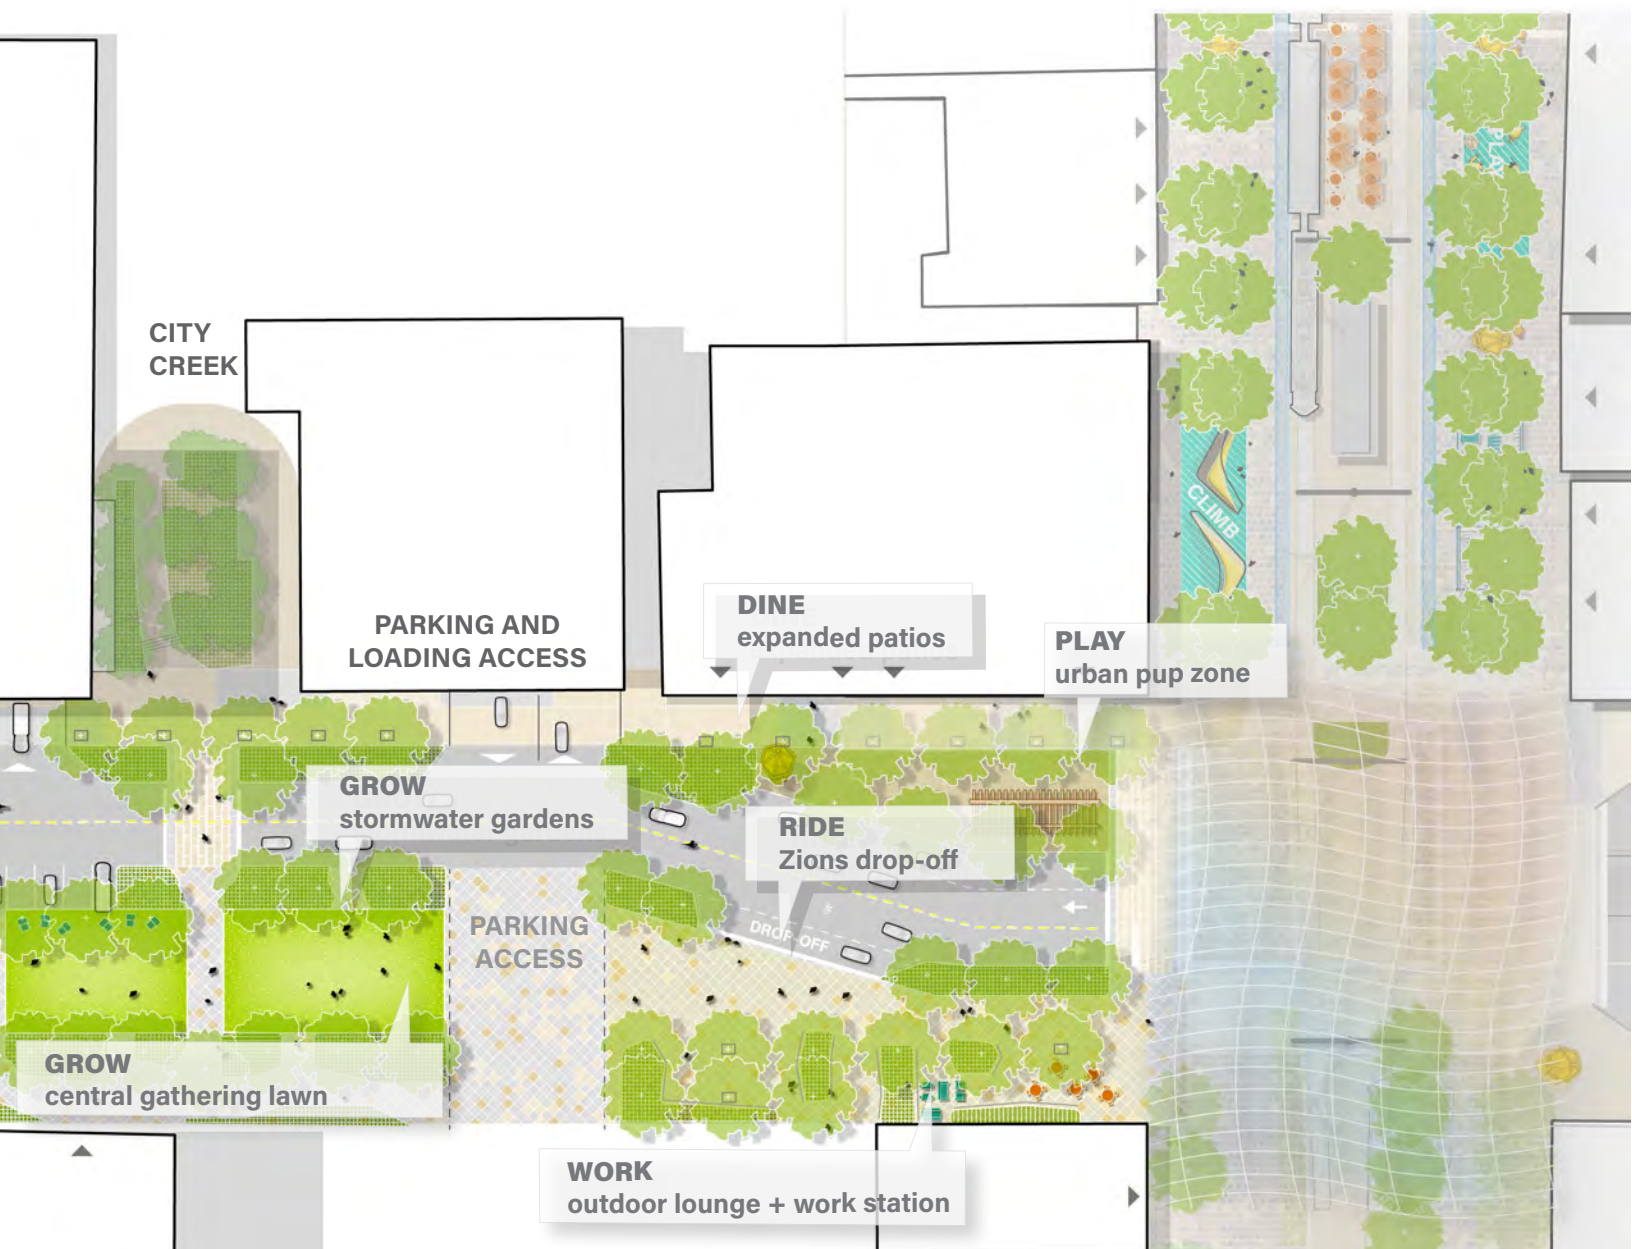 PLAY
CITY
CREEK
CLIMB
DINE
expanded patios
PARKING AND
LOADING ACCESS
PLAY
urban pup zone
GROW
stormwater gardens
RIDE
Zions drop-off
PARKING
ACCESS
DROP-OFF
GROW
central gathering lawn
WORK
outdoor lounge + work station